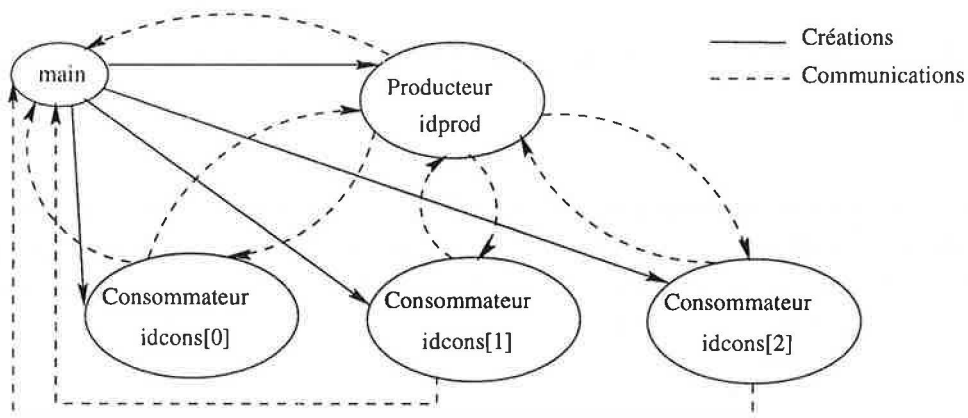 Créations
Communications
main
Producteur
idprod
Consommateur
idcons[0]
Consommateur
idcons[1]
Consommateur
idcons[2]